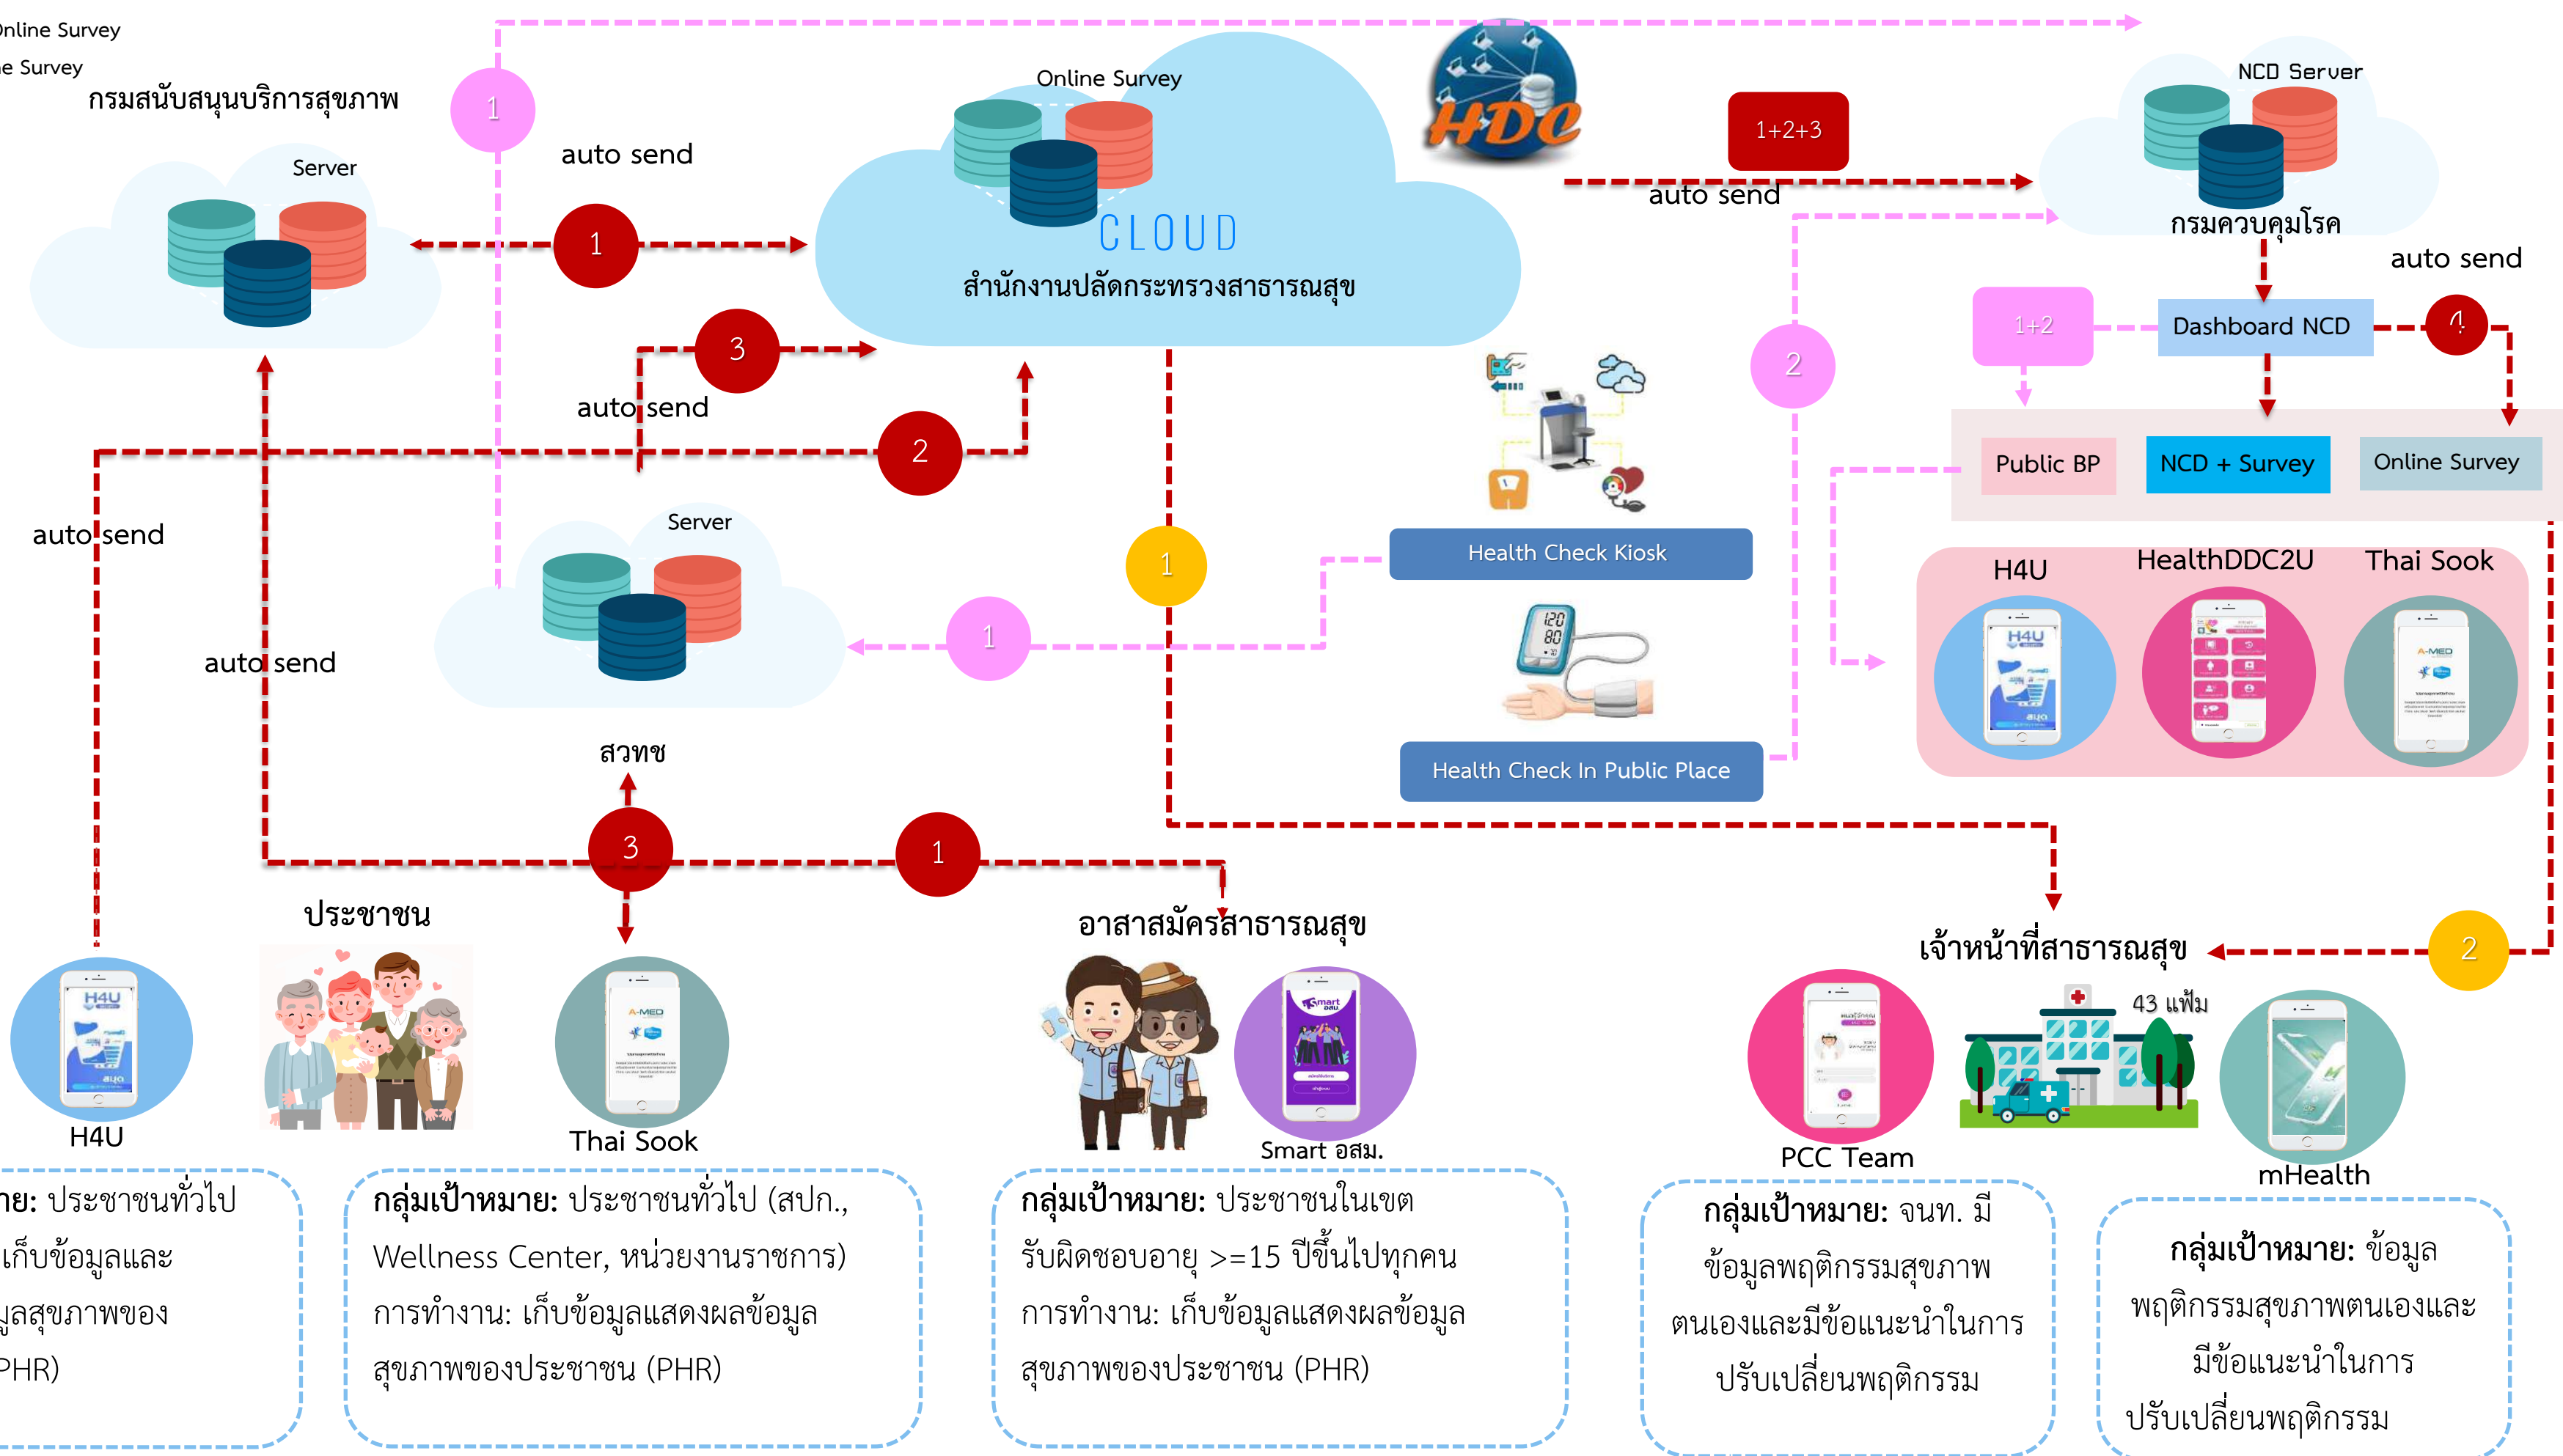 Online Survey
ne Survey
กรมสนับสนุนบริการสุขภาพ
Server
auto send
1
1
Online Survey
CLOUD
สำนักงานปลัดกระทรวงสาธารณสุข
HDC
1+2+3
auto send
NCD Server
กรมควบคุมโรค
auto send
1+2
Dashboard NCD
3
auto send
2
2
Public BP
NCD + Survey
Online Survey
auto send
Server
1
Health Check Kiosk
H4U
HealthDDC2U
Thai Sook
H4U
A-MED
120
80
auto send
1
สวทช
Health Check In Public Place
3
1
ประชาชน
อาสาสมัครสาธารณสุข
เจ้าหน้าที่สาธารณสุข
2
43 แฟ้ม
H4U
สมุด
A-MED
Smart
อสม.
H4U
Thai Sook
Smart อสม.
PCC Team
mHealth
าย: ประชาชนทั่วไป
เก็บข้อมูลและ
มูลสุขภาพของ
PHR)
กลุ่มเป้าหมาย: ประชาชนทั่วไป (สปก.,
Wellness Center, หน่วยงานราชการ)
การทำงาน: เก็บข้อมูลแสดงผลข้อมูล
สุขภาพของประชาชน (PHR)
กลุ่มเป้าหมาย: ประชาชนในเขต
รับผิดชอบอายุ >=15 ปีขึ้นไปทุกคน
การทำงาน: เก็บข้อมูลแสดงผลข้อมูล
สุขภาพของประชาชน (PHR)
กลุ่มเป้าหมาย: จนท. มี
ข้อมูลพฤติกรรมสุขภาพ
ตนเองและมีข้อแนะนำในการ
ปรับเปลี่ยนพฤติกรรม
กลุ่มเป้าหมาย: ข้อมูล
พฤติกรรมสุขภาพตนเองและ
มีข้อแนะนำในการ
ปรับเปลี่ยนพฤติกรรม